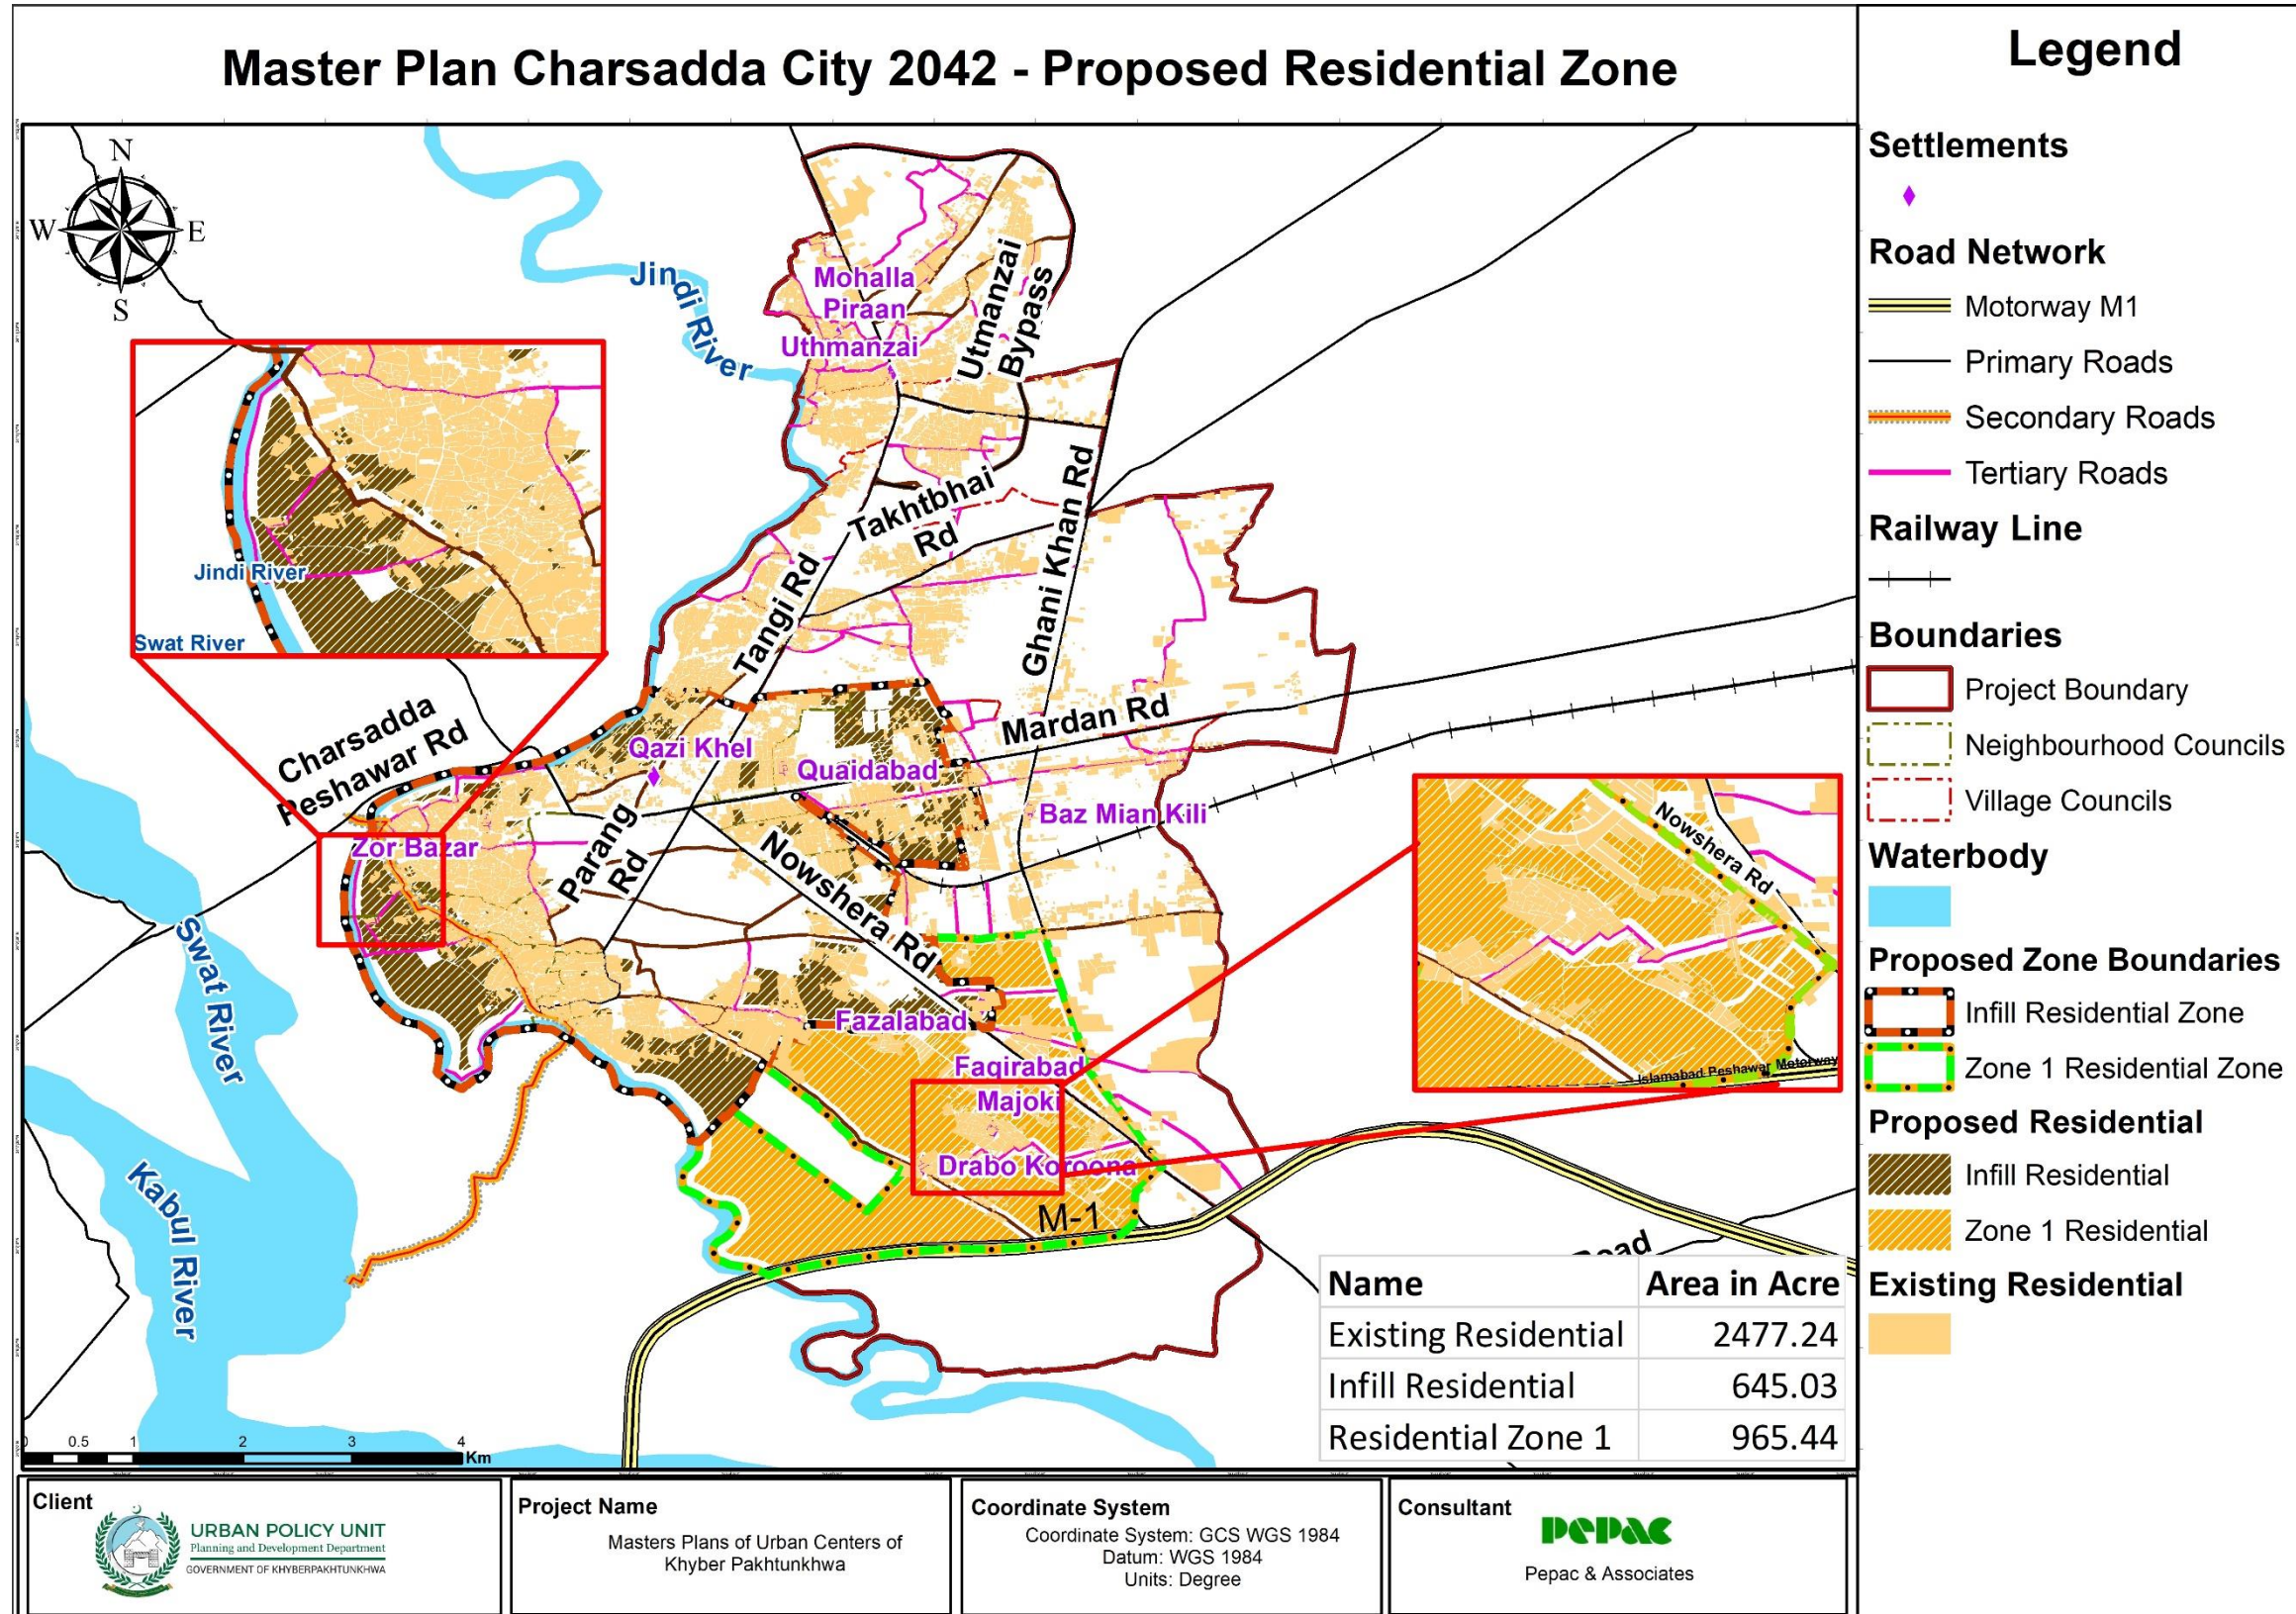 Master Plan Charsadda City 2042 - Proposed Residential Zone
N
W
E
S
Jindi River
Mohalla
Piraan
Uthmanzai
Utmanzai
Bypass
Takhtbhai
Rd
Tangi Rd
Ghani Khan Rd
Jindi River
Swat River
Charsadda
Peshawar Rd
Qazi Khel
Quaidabad
Mardan Rd
Baz Mian Kili
Zor Bazar
Parang
Rd
Nowshera Rd
Nowshera Rd
Islamabad Peshawar Motorway
Swat River
Fazalabad
Faqirabad
Majoki
Drabo Koroona
M-1
Kabul River
0 0.5 1 2 3 4
Km
Name Area in Acre
Existing Residential 2477.24
Infill Residential 645.03
Residential Zone 1 965.44
Legend
Settlements
Road Network
Motorway M1
Primary Roads
Secondary Roads
Tertiary Roads
Railway Line
Boundaries
Project Boundary
Neighbourhood Councils
Village Councils
Waterbody
Proposed Zone Boundaries
Infill Residential Zone
Zone 1 Residential Zone
Proposed Residential
Infill Residential
Zone 1 Residential
Existing Residential
Client
URBAN POLICY UNIT
Planning and Development Department
GOVERNMENT OF KHYBERPAKHTUNKHWA
Project Name
Masters Plans of Urban Centers of
Khyber Pakhtunkhwa
Coordinate System
Coordinate System: GCS WGS 1984
Datum: WGS 1984
Units: Degree
Consultant
PEPAC
Pepac & Associates